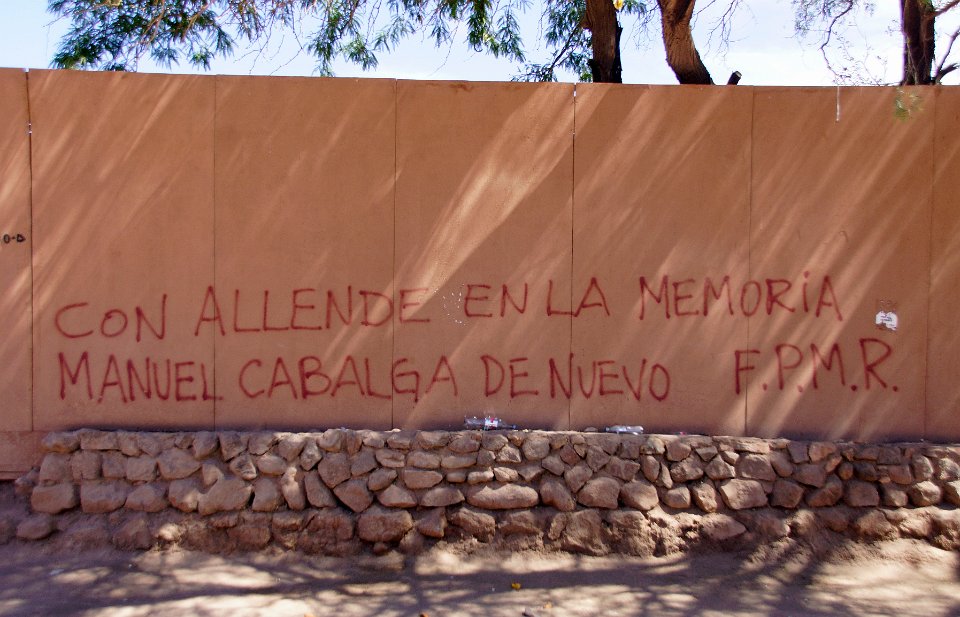 CON ALLENDE EN LA MEMORIA
MANUEL CABALGA DE NUEVO F.P.M.R.